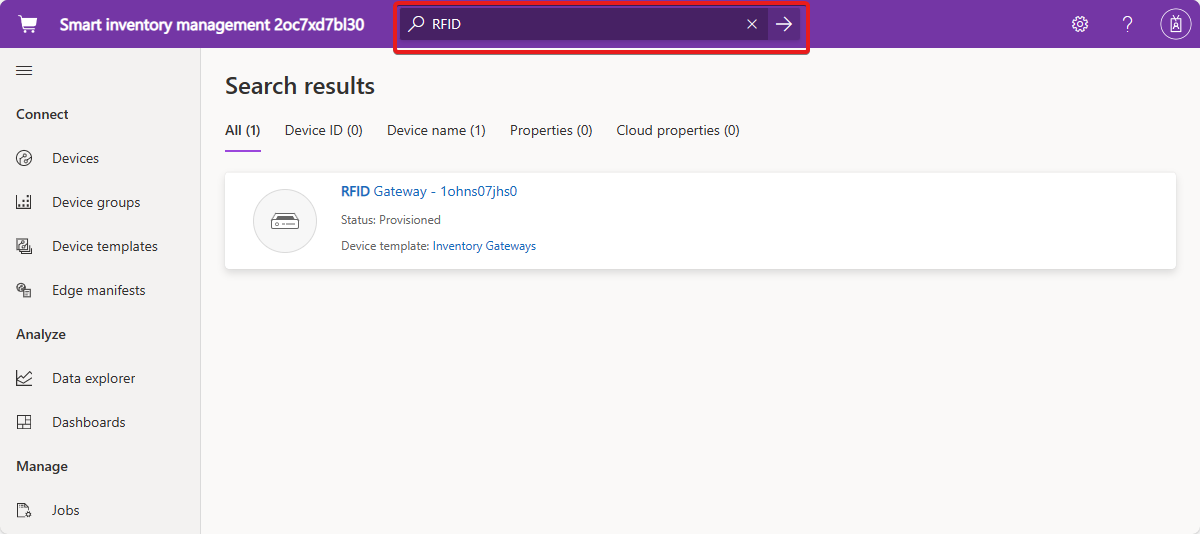 Smart inventory management 2oc7xd7bl30
RFID
Connect
Devices
Device groups
Device templates
Edge manifests
Analyze
Data explorer
Dashboards
Manage
Jobs
Search results
All (1) Device ID (0) Device name (1) Properties (0) Cloud properties (0)
RFID Gateway - 1ohns07jhs0
Status: Provisioned
Device template: Inventory Gateways